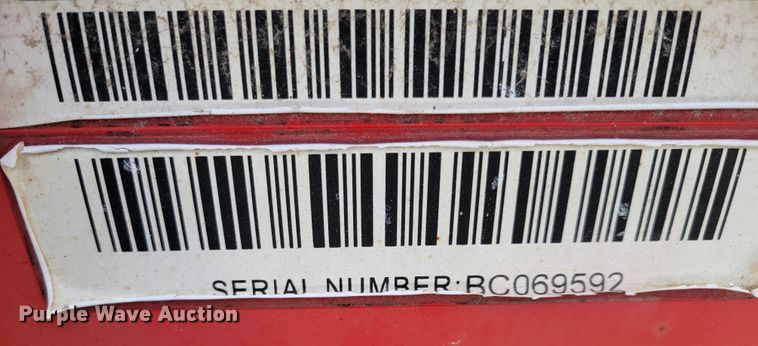 SERIAL NUMBER:BC069592
Purple Wave Auction